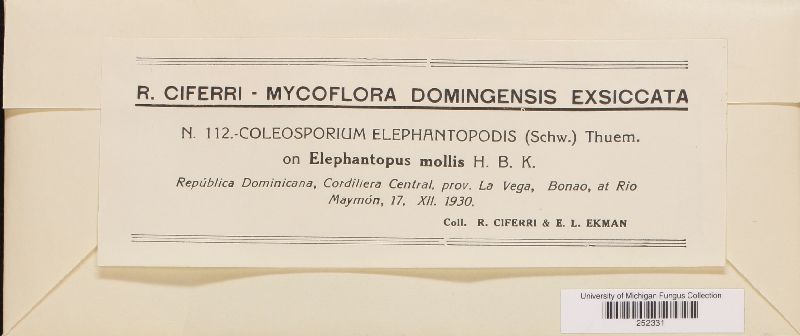 R. CIFERRI - MYCOFLORA DOMINGENSIS EXSICCATA
N. 112.-COLEOSPORIUM ELEPHANTOPODIS (Schw.) Thuem.
on Elephantopus mollis H. B. K.
República Dominicana, Cordillera Central, prov. La Vega, Bonao, at Rio
Maymón, 17, XII. 1930.
Coll. R. CIFERRI & E. L. EKMAN
University of Michigan Fungus Collection
252331